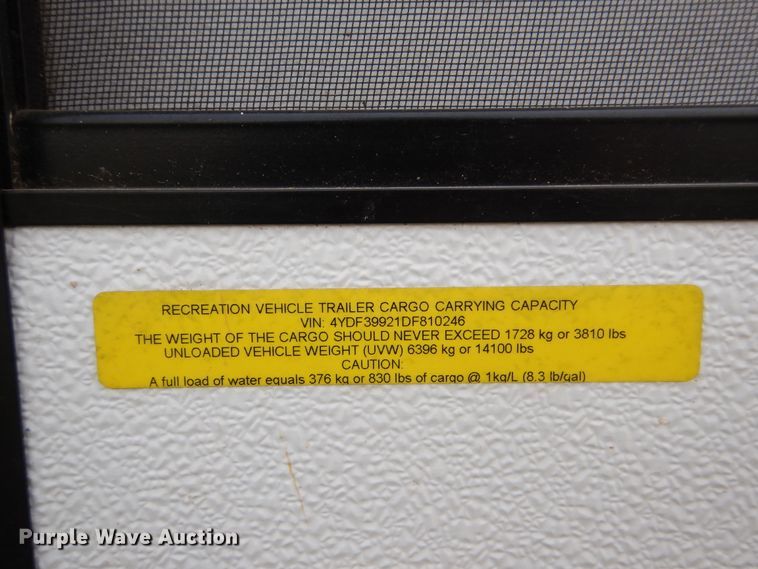 RECREATION VEHICLE TRAILER CARGO CARRYING CAPACITY
VIN: 4YDF39921DF810246
THE WEIGHT OF THE CARGO SHOULD NEVER EXCEED 1728 kg or 3810 lbs
UNLOADED VEHICLE WEIGHT (UVW) 6396 kg or 14100 lbs
CAUTION:
A full load of water equals 376 kg or 830 lbs of cargo @ 1kg/L (8.3 lb/gal)
Purple Wave Auction